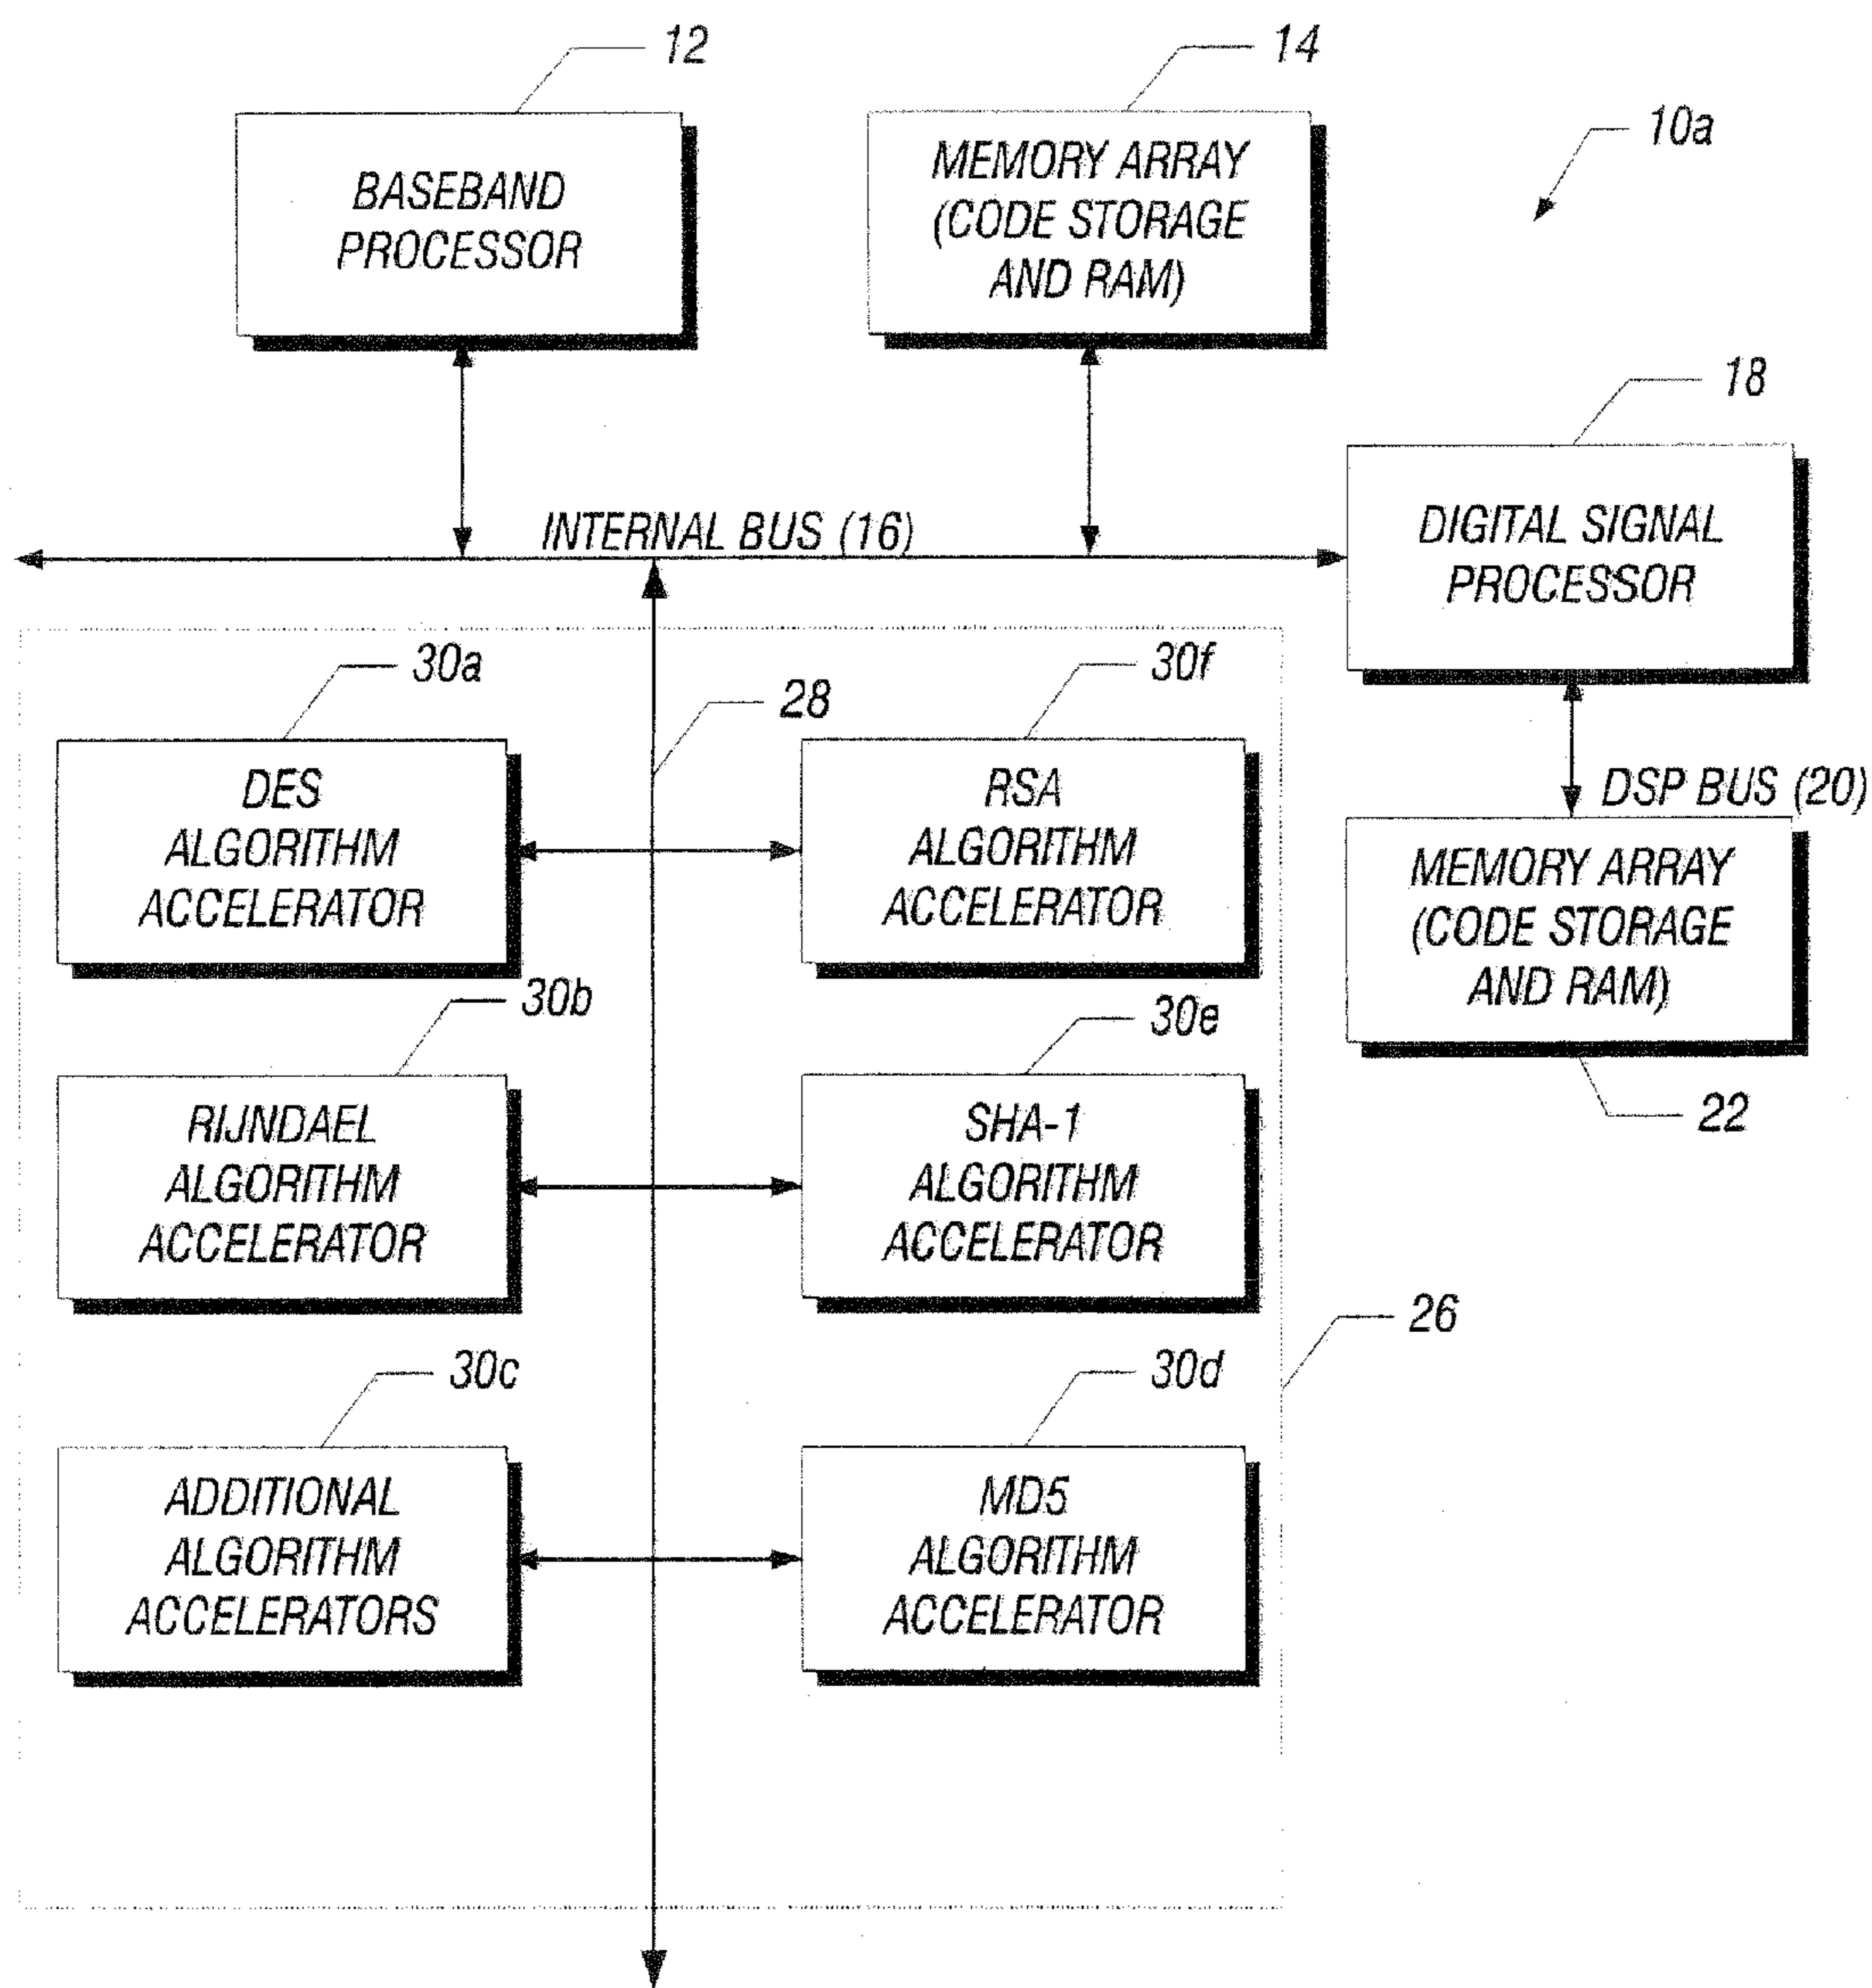 12
14
10a
BASEBAND
PROCESSOR
MEMORY ARRAY
(CODE STORAGE
AND RAM)
18
INTERNAL BUS (16)
DIGITAL SIGNAL
PROCESSOR
30a
30f
28
DES
ALGORITHM
ACCELERATOR
RSA
ALGORITHM
ACCELERATOR
DSP BUS (20)
MEMORY ARRAY
(CODE STORAGE
AND RAM)
22
30b
30e
RIJNDAEL
ALGORITHM
ACCELERATOR
SHA-1
ALGORITHM
ACCELERATOR
26
30c
30d
ADDITIONAL
ALGORITHM
ACCELERATORS
MD5
ALGORITHM
ACCELERATOR